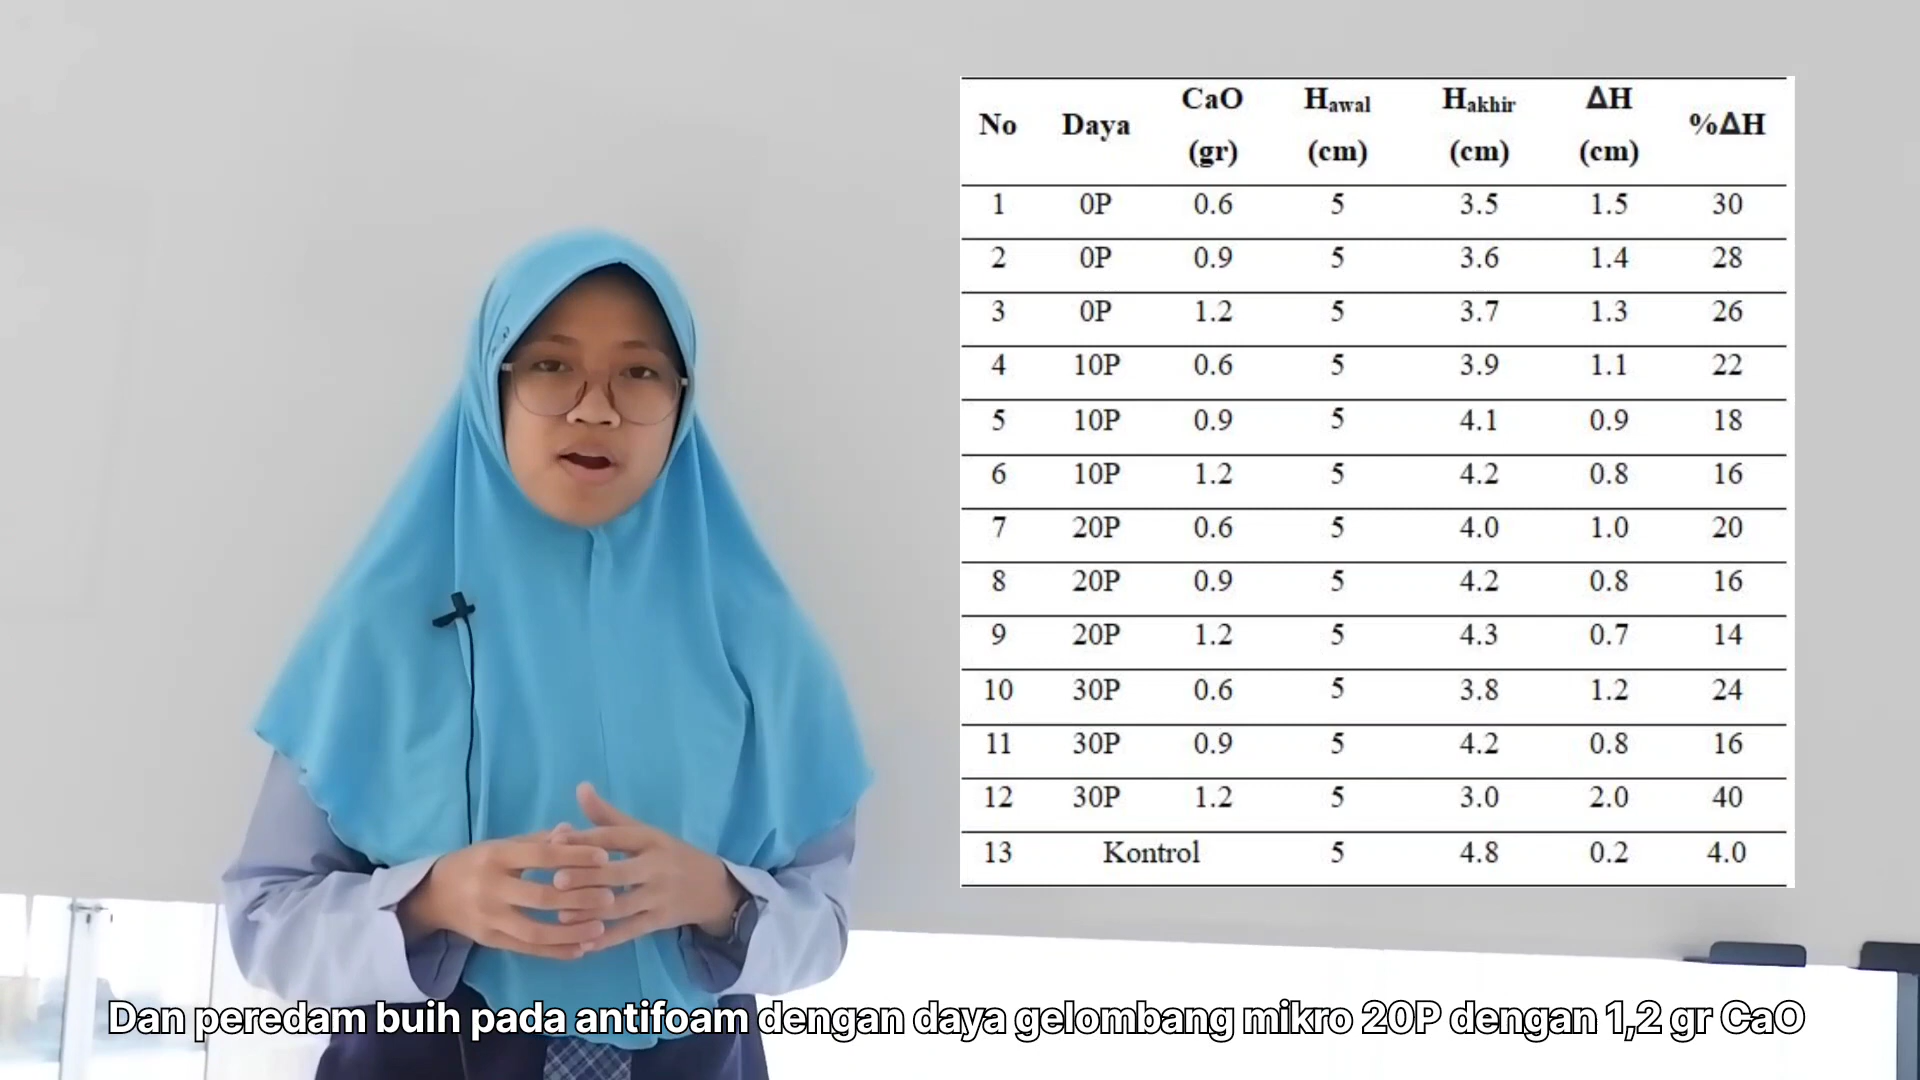 No Daya CaO (gr) Hawal (cm) Hakhir (cm) ΔH (cm) %ΔH
1 0P 0.6 5 3.5 1.5 30
2 0P 0.9 5 3.6 1.4 28
3 0P 1.2 5 3.7 1.3 26
4 10P 0.6 5 3.9 1.1 22
5 10P 0.9 5 4.1 0.9 18
6 10P 1.2 5 4.2 0.8 16
7 20P 0.6 5 4.0 1.0 20
8 20P 0.9 5 4.2 0.8 16
9 20P 1.2 5 4.3 0.7 14
10 30P 0.6 5 3.8 1.2 24
11 30P 0.9 5 4.2 0.8 16
12 30P 1.2 5 3.0 2.0 40
13 Kontrol 5 4.8 0.2 4.0
Dan peredam buih pada antifoam dengan daya gelombang mikro 20P dengan 1,2 gr CaO